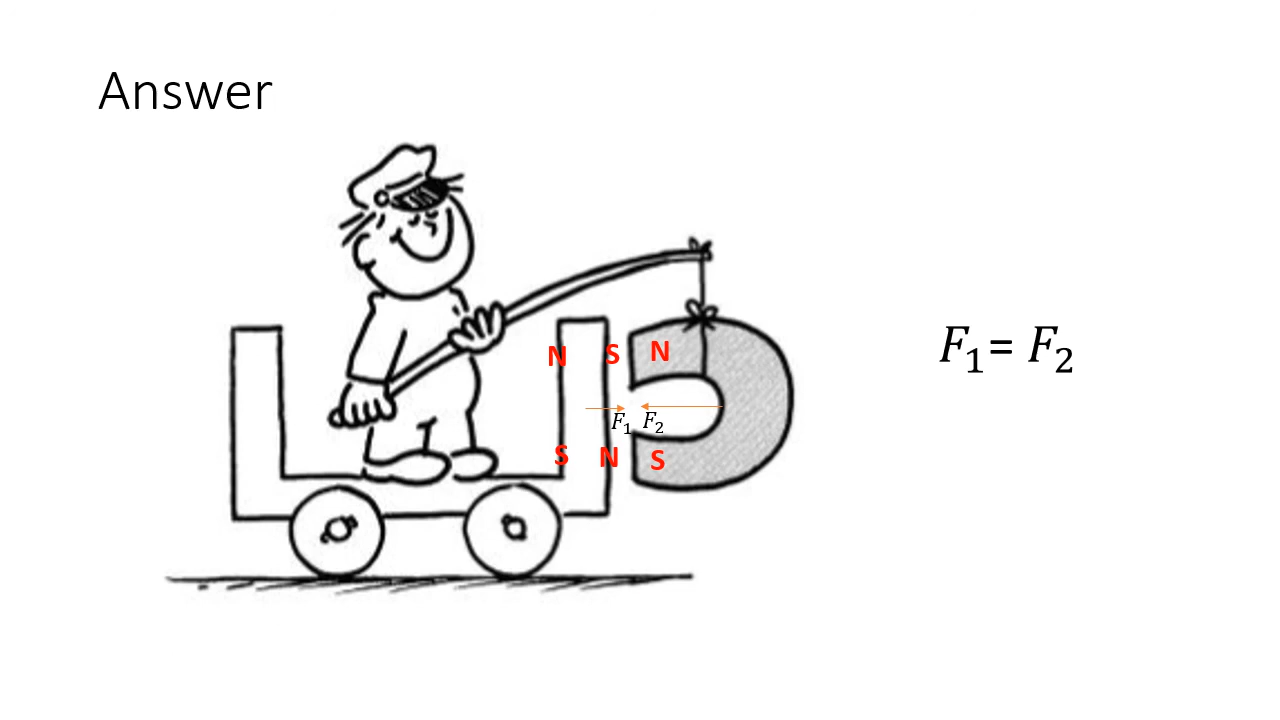 Answer
N S N
F₁ = F₂
F₁ F₂
S N S